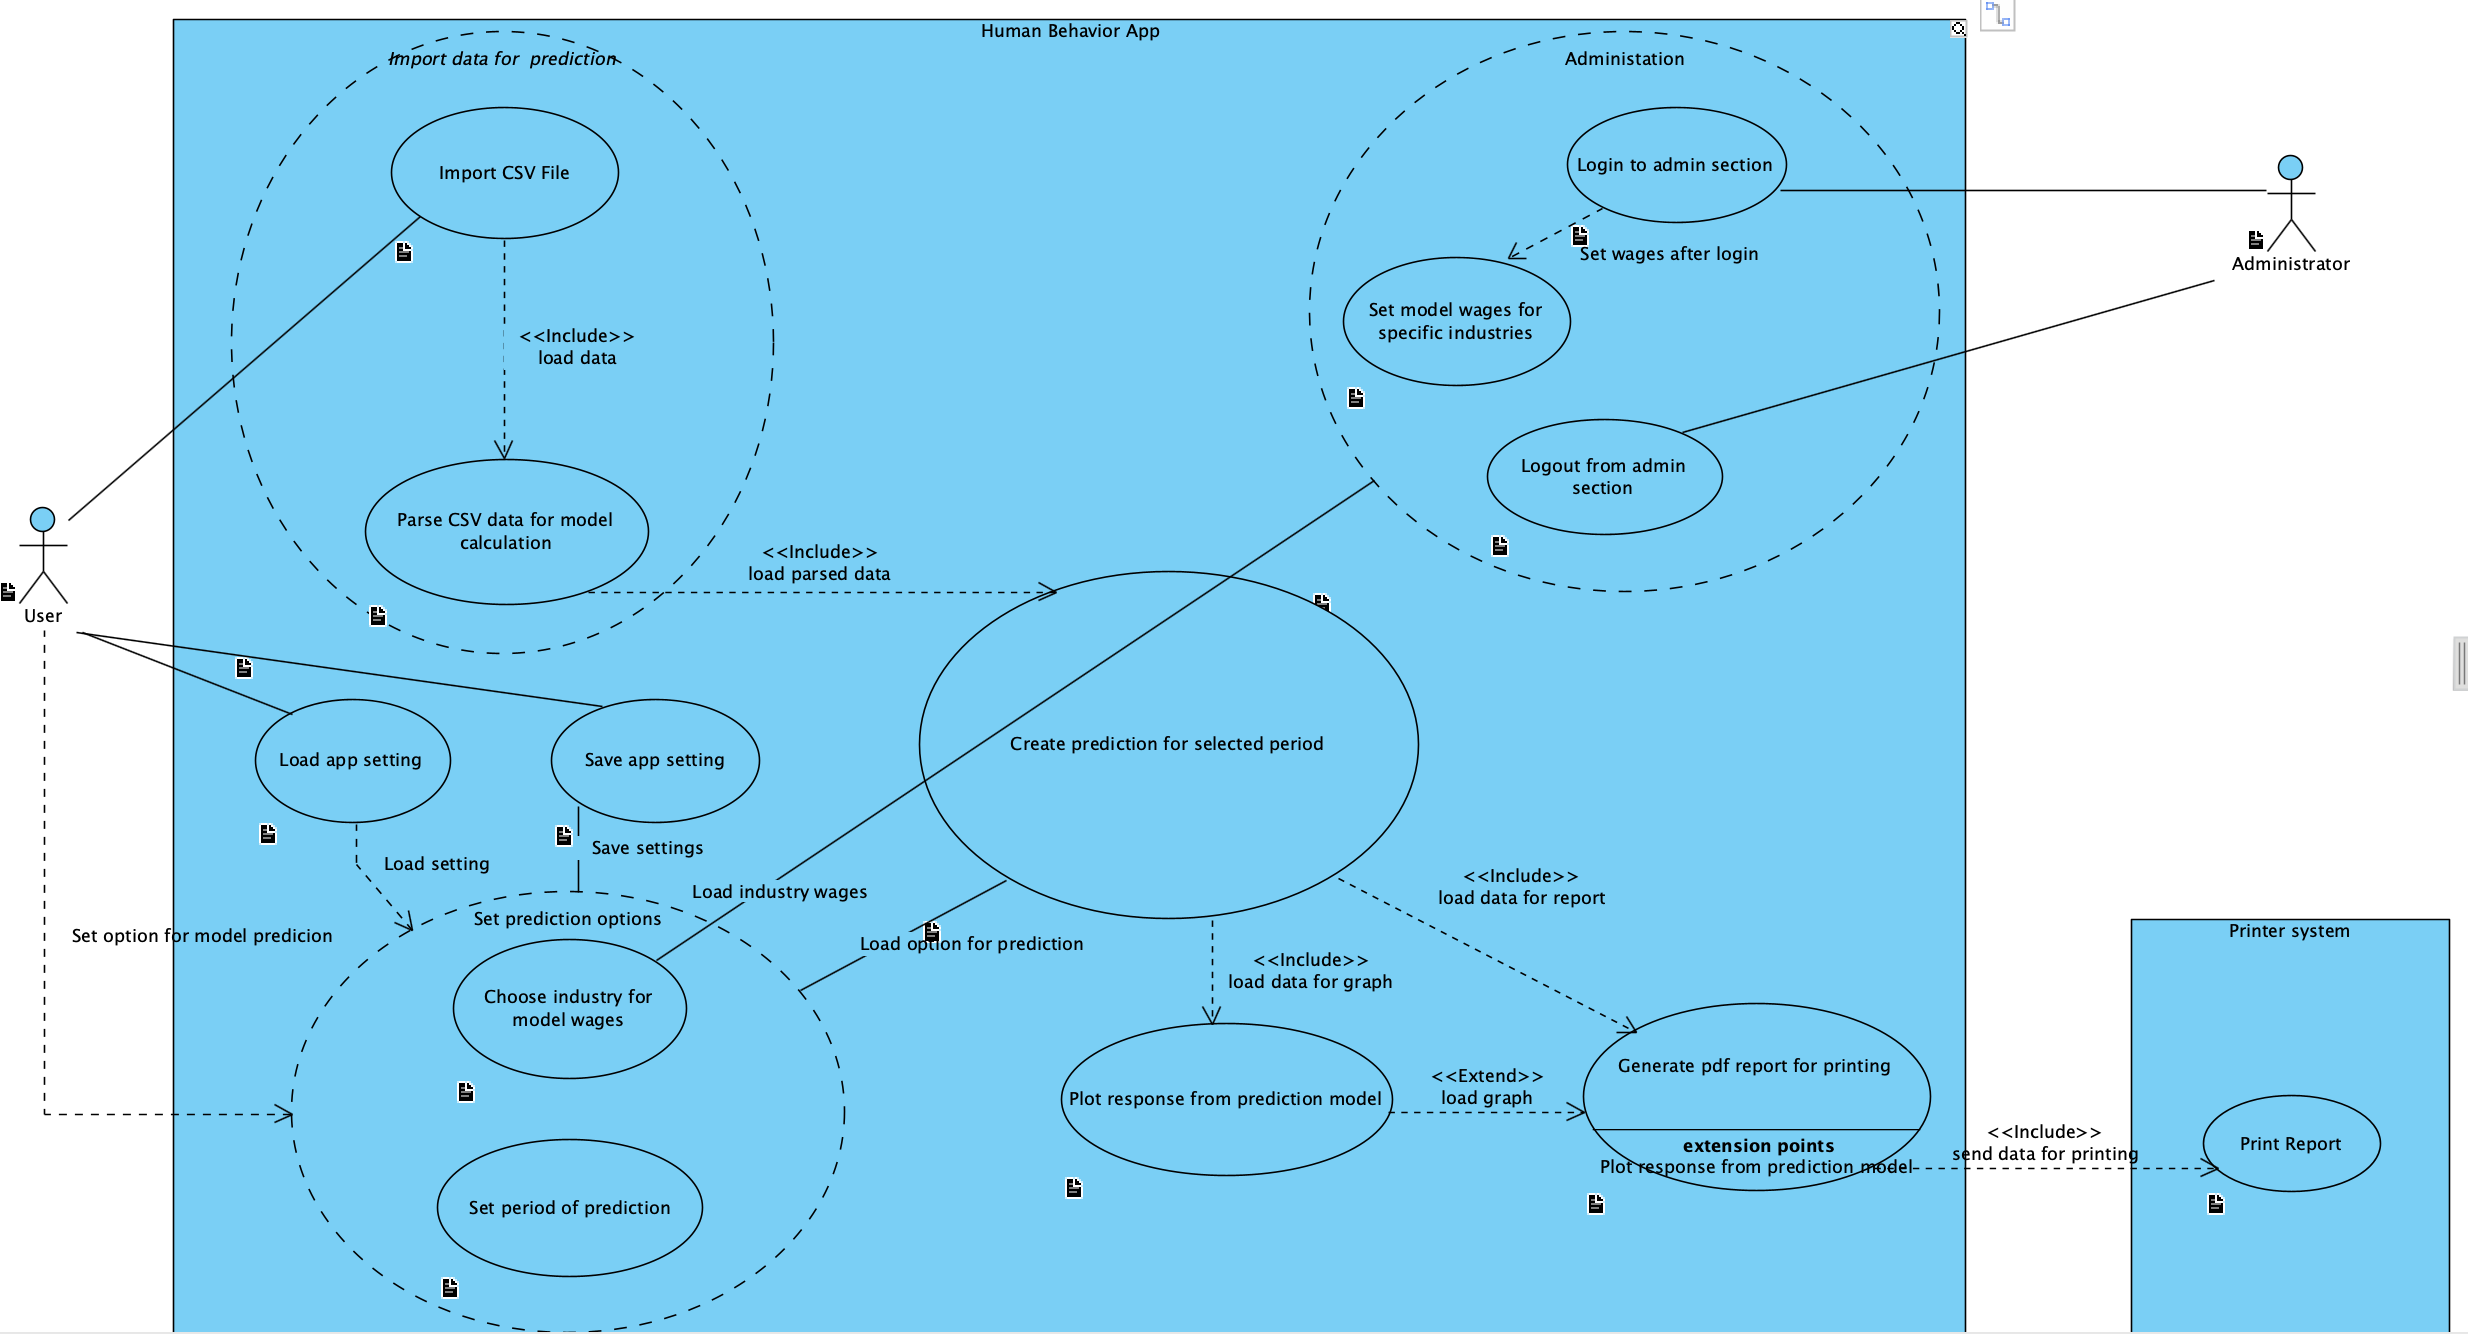 Human Behavior App
Import data for  prediction
Administation
Import CSV File
Login to admin section
Set wages after login
Administrator
Set model wages for
specific industries
<<Include>>
load data
Logout from admin
section
Parse CSV data for model
calculation
<<Include>>
load parsed data
User
Create prediction for selected period
Load app setting
Save app setting
Save settings
Load setting
Load industry wages
<<Include>>
load data for report
Set prediction options
Set option for model predicion
Load option for prediction
Printer system
<<Include>>
load data for graph
Choose industry for
model wages
Generate pdf report for printing
Plot response from prediction model
<<Extend>>
load graph
extension points
Plot response from prediction model
<<Include>>
send data for printing
Print Report
Set period of prediction